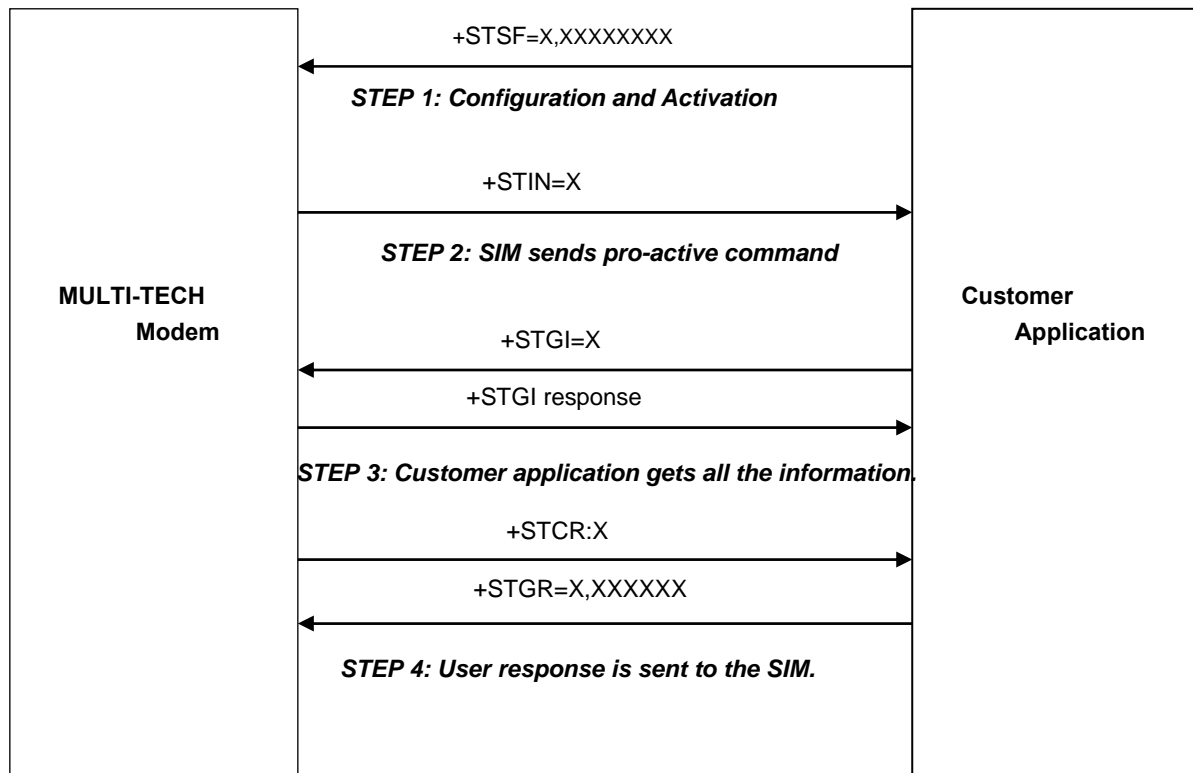 +STSF=X,XXXXXXXX
STEP 1: Configuration and Activation
+STIN=X
STEP 2: SIM sends pro-active command
MULTI-TECH
Modem
Customer
Application
+STGI=X
+STGI response
STEP 3: Customer application gets all the information.
+STCR:X
+STGR=X,XXXXXX
STEP 4: User response is sent to the SIM.